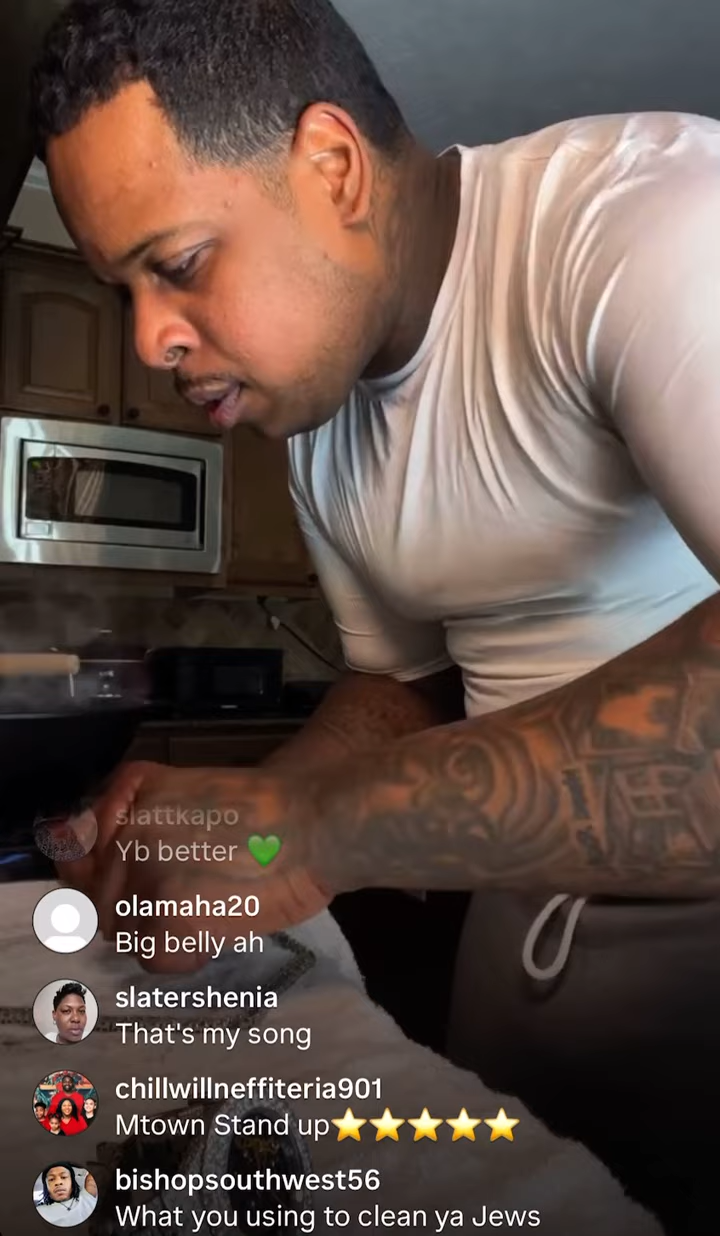 slattkapo
Yb better 💚
olamaha20
Big belly ah
slatershenia
That's my song
chillwillneffiteria901
Mtown Stand up⭐⭐⭐⭐⭐
bishopsouthwest56
What you using to clean ya Jews